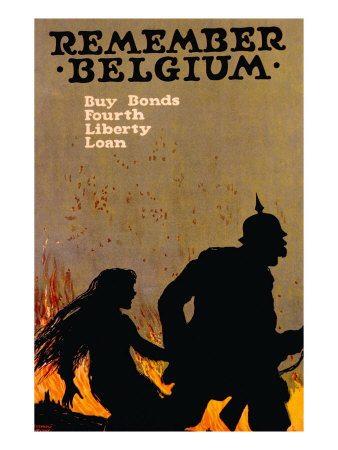 REMEMBER
·BELGIUM·
Buy Bonds
Fourth
Liberty
Loan